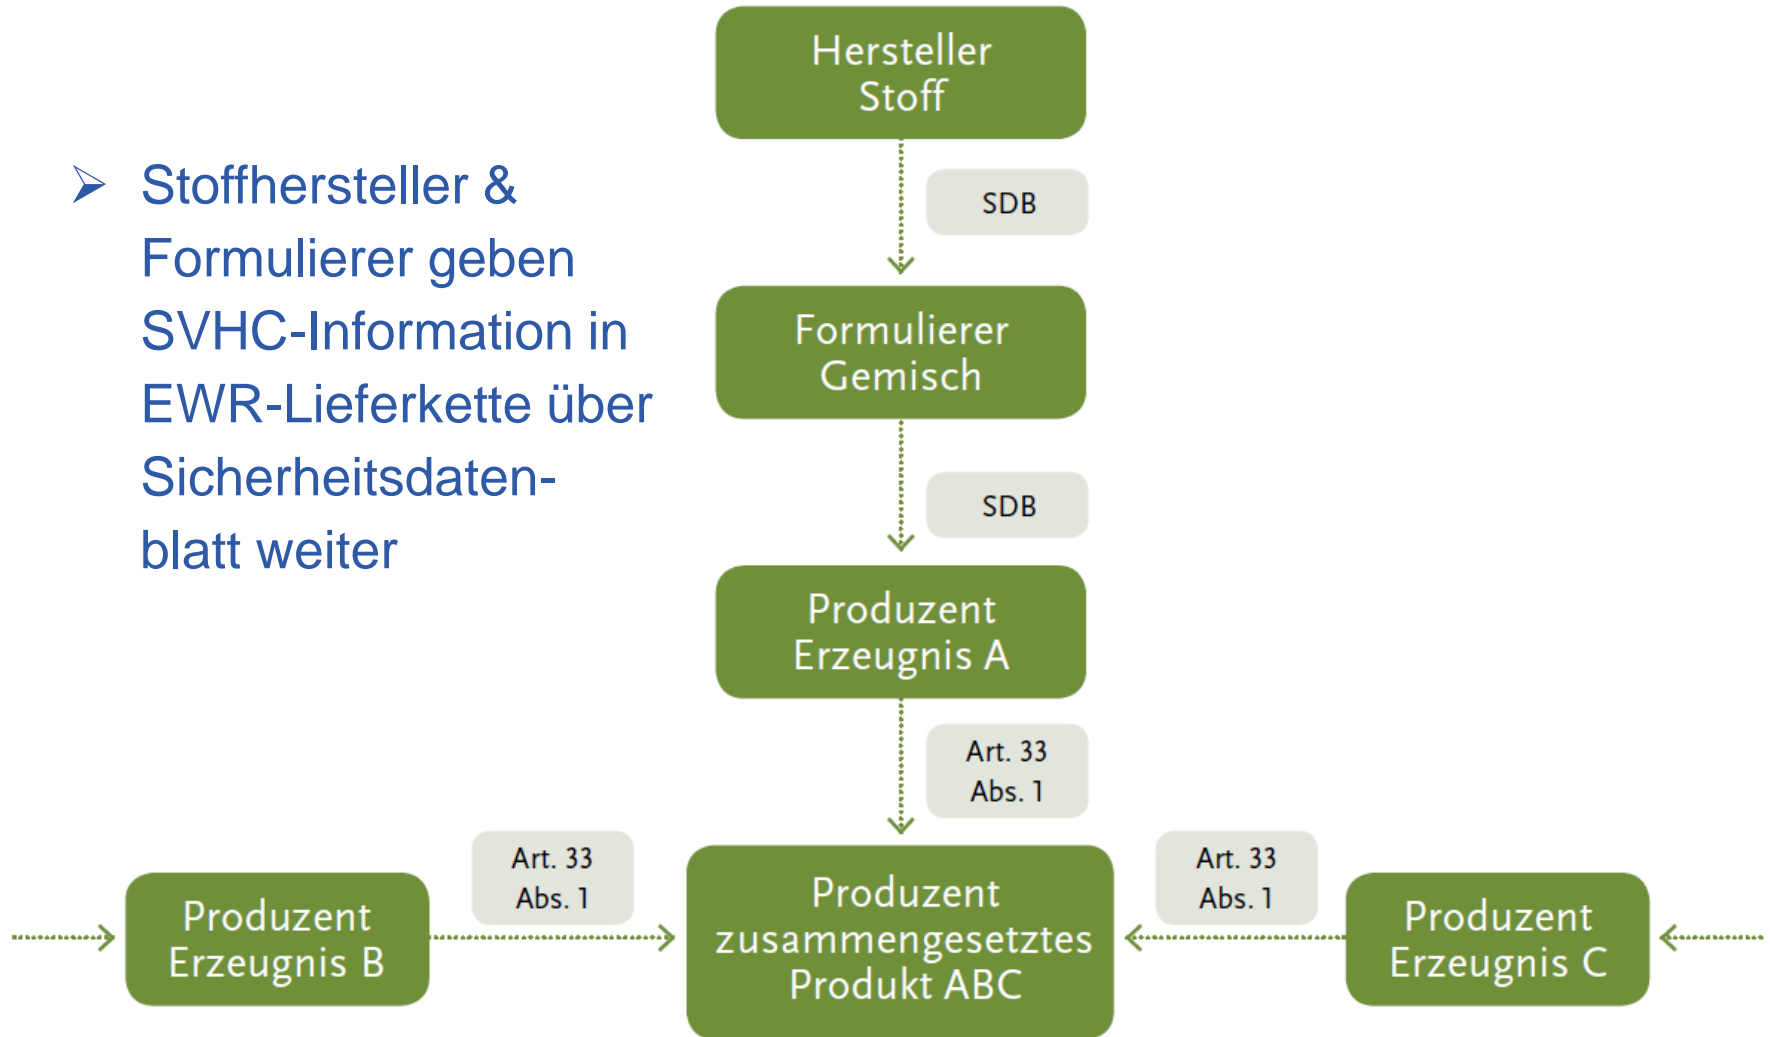 Hersteller
Stoff
➢ Stoffhersteller &
Formulierer geben
SVHC-Information in
EWR-Lieferkette über
Sicherheitsdaten-
blatt weiter
SDB
Formulierer
Gemisch
SDB
Produzent
Erzeugnis A
Art. 33
Abs. 1
Produzent
Erzeugnis B
Art. 33
Abs. 1
Produzent
zusammengesetztes
Produkt ABC
Art. 33
Abs. 1
Produzent
Erzeugnis C